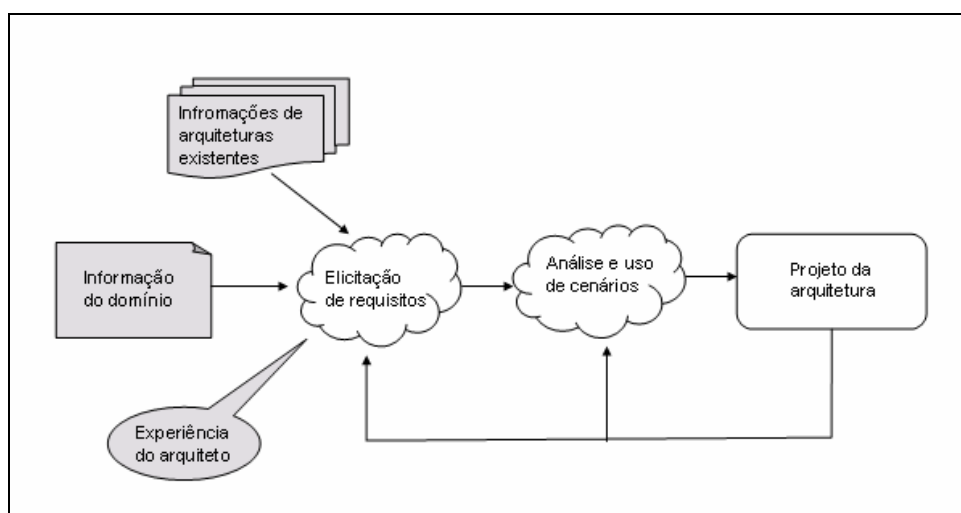 Infromações de
arquiteturas
existentes
Informação
do domínio
Elicitação
de requisitos
Análise e uso
de cenários
Projeto da
arquitetura
Experiência
do arquiteto